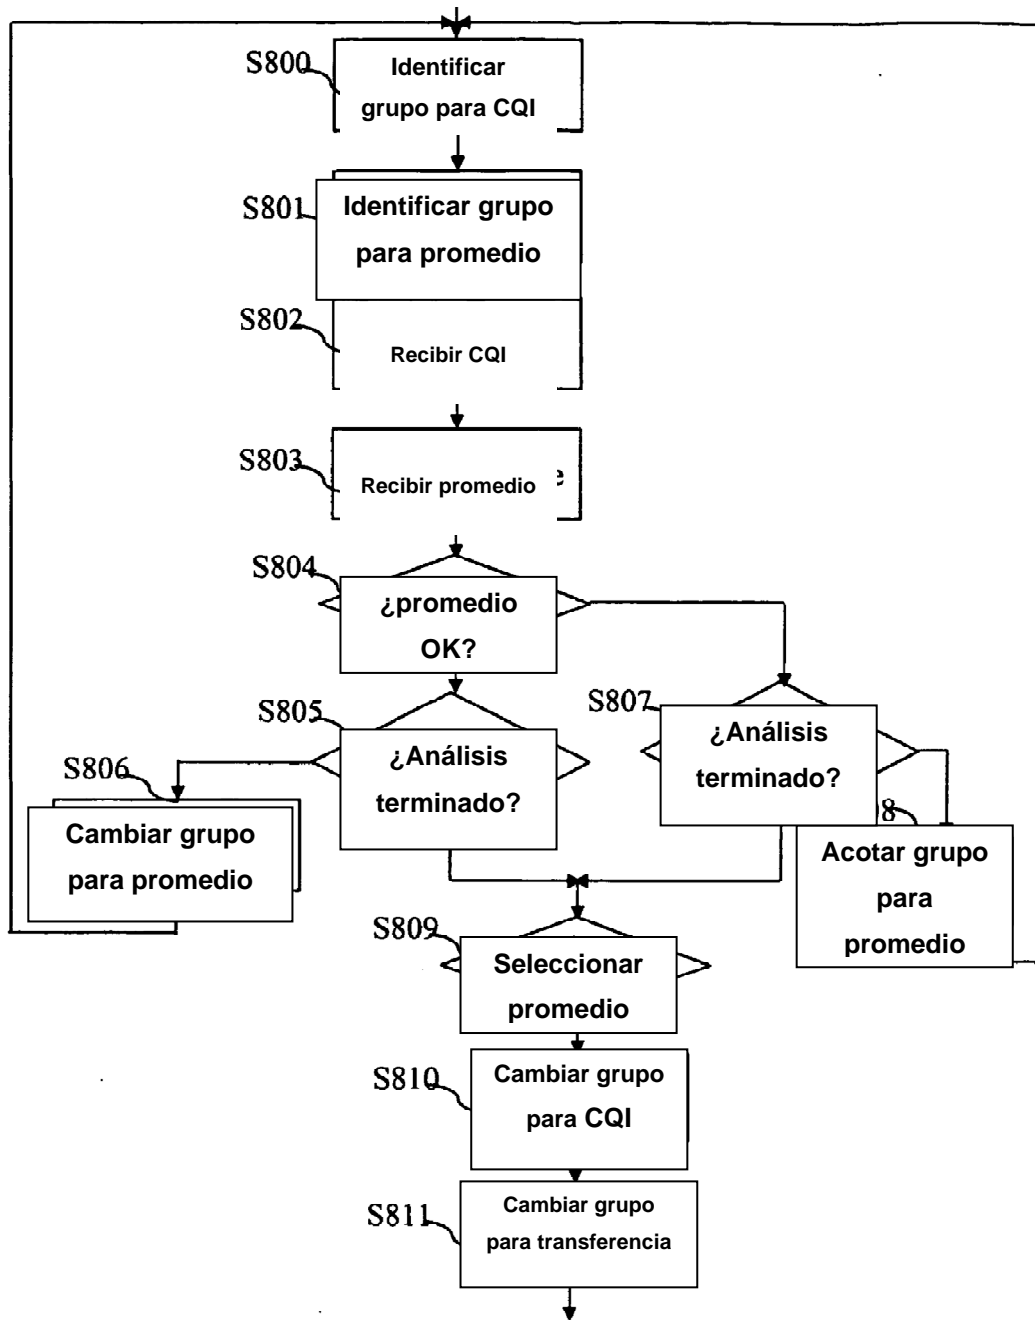 S800
Identificar
grupo para CQI
S801
Identificar grupo
para promedio
S802
Recibir CQI
S803
Recibir promedio
S804
¿promedio
OK?
S805
¿Análisis
terminado?
S807
¿Análisis
terminado?
S806
Cambiar grupo
para promedio
8
Acotar grupo
para
promedio
S809
Seleccionar
promedio
S810
Cambiar grupo
para CQI
S811
Cambiar grupo
para transferencia